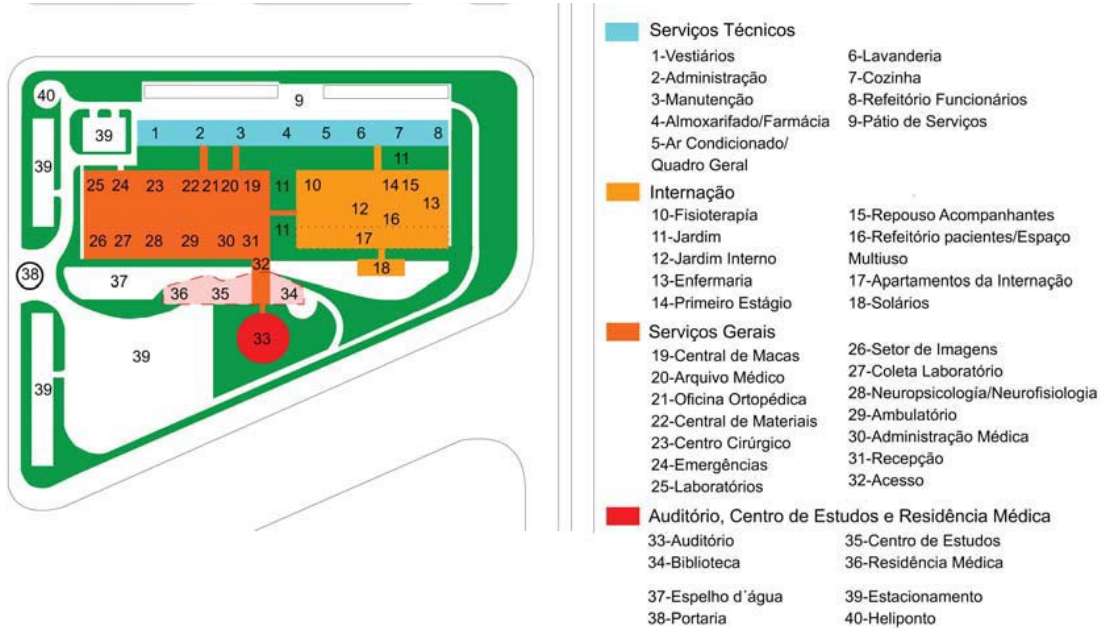 40
9
39
1 2 3 4 5 6 7 8
39
11
25 24 23 22 21 20 19 11 10 14 15
13
12
16
11
26 27 28 29 30 31
17
32
38
37
18
36 35 34
33
39
39
Serviços Técnicos
1-Vestiários
2-Administração
3-Manutenção
4-Almoxarifado/Farmácia
5-Ar Condicionado/
Quadro Geral
6-Lavanderia
7-Cozinha
8-Refeitório Funcionários
9-Pátio de Serviços
Internação
10-Fisioterapía
11-Jardim
12-Jardim Interno
13-Enfermaria
14-Primeiro Estágio
15-Repouso Acompanhantes
16-Refeitório pacientes/Espaço
Multiuso
17-Apartamentos da Internação
18-Solários
Serviços Gerais
19-Central de Macas
20-Arquivo Médico
21-Oficina Ortopédica
22-Central de Materiais
23-Centro Cirúrgico
24-Emergências
25-Laboratórios
26-Setor de Imagens
27-Coleta Laboratório
28-Neuropsicología/Neurofisiologia
29-Ambulatório
30-Administração Médica
31-Recepção
32-Acesso
Auditório, Centro de Estudos e Residência Médica
33-Auditório
34-Biblioteca
35-Centro de Estudos
36-Residência Médica
37-Espelho d´água
38-Portaria
39-Estacionamento
40-Heliponto